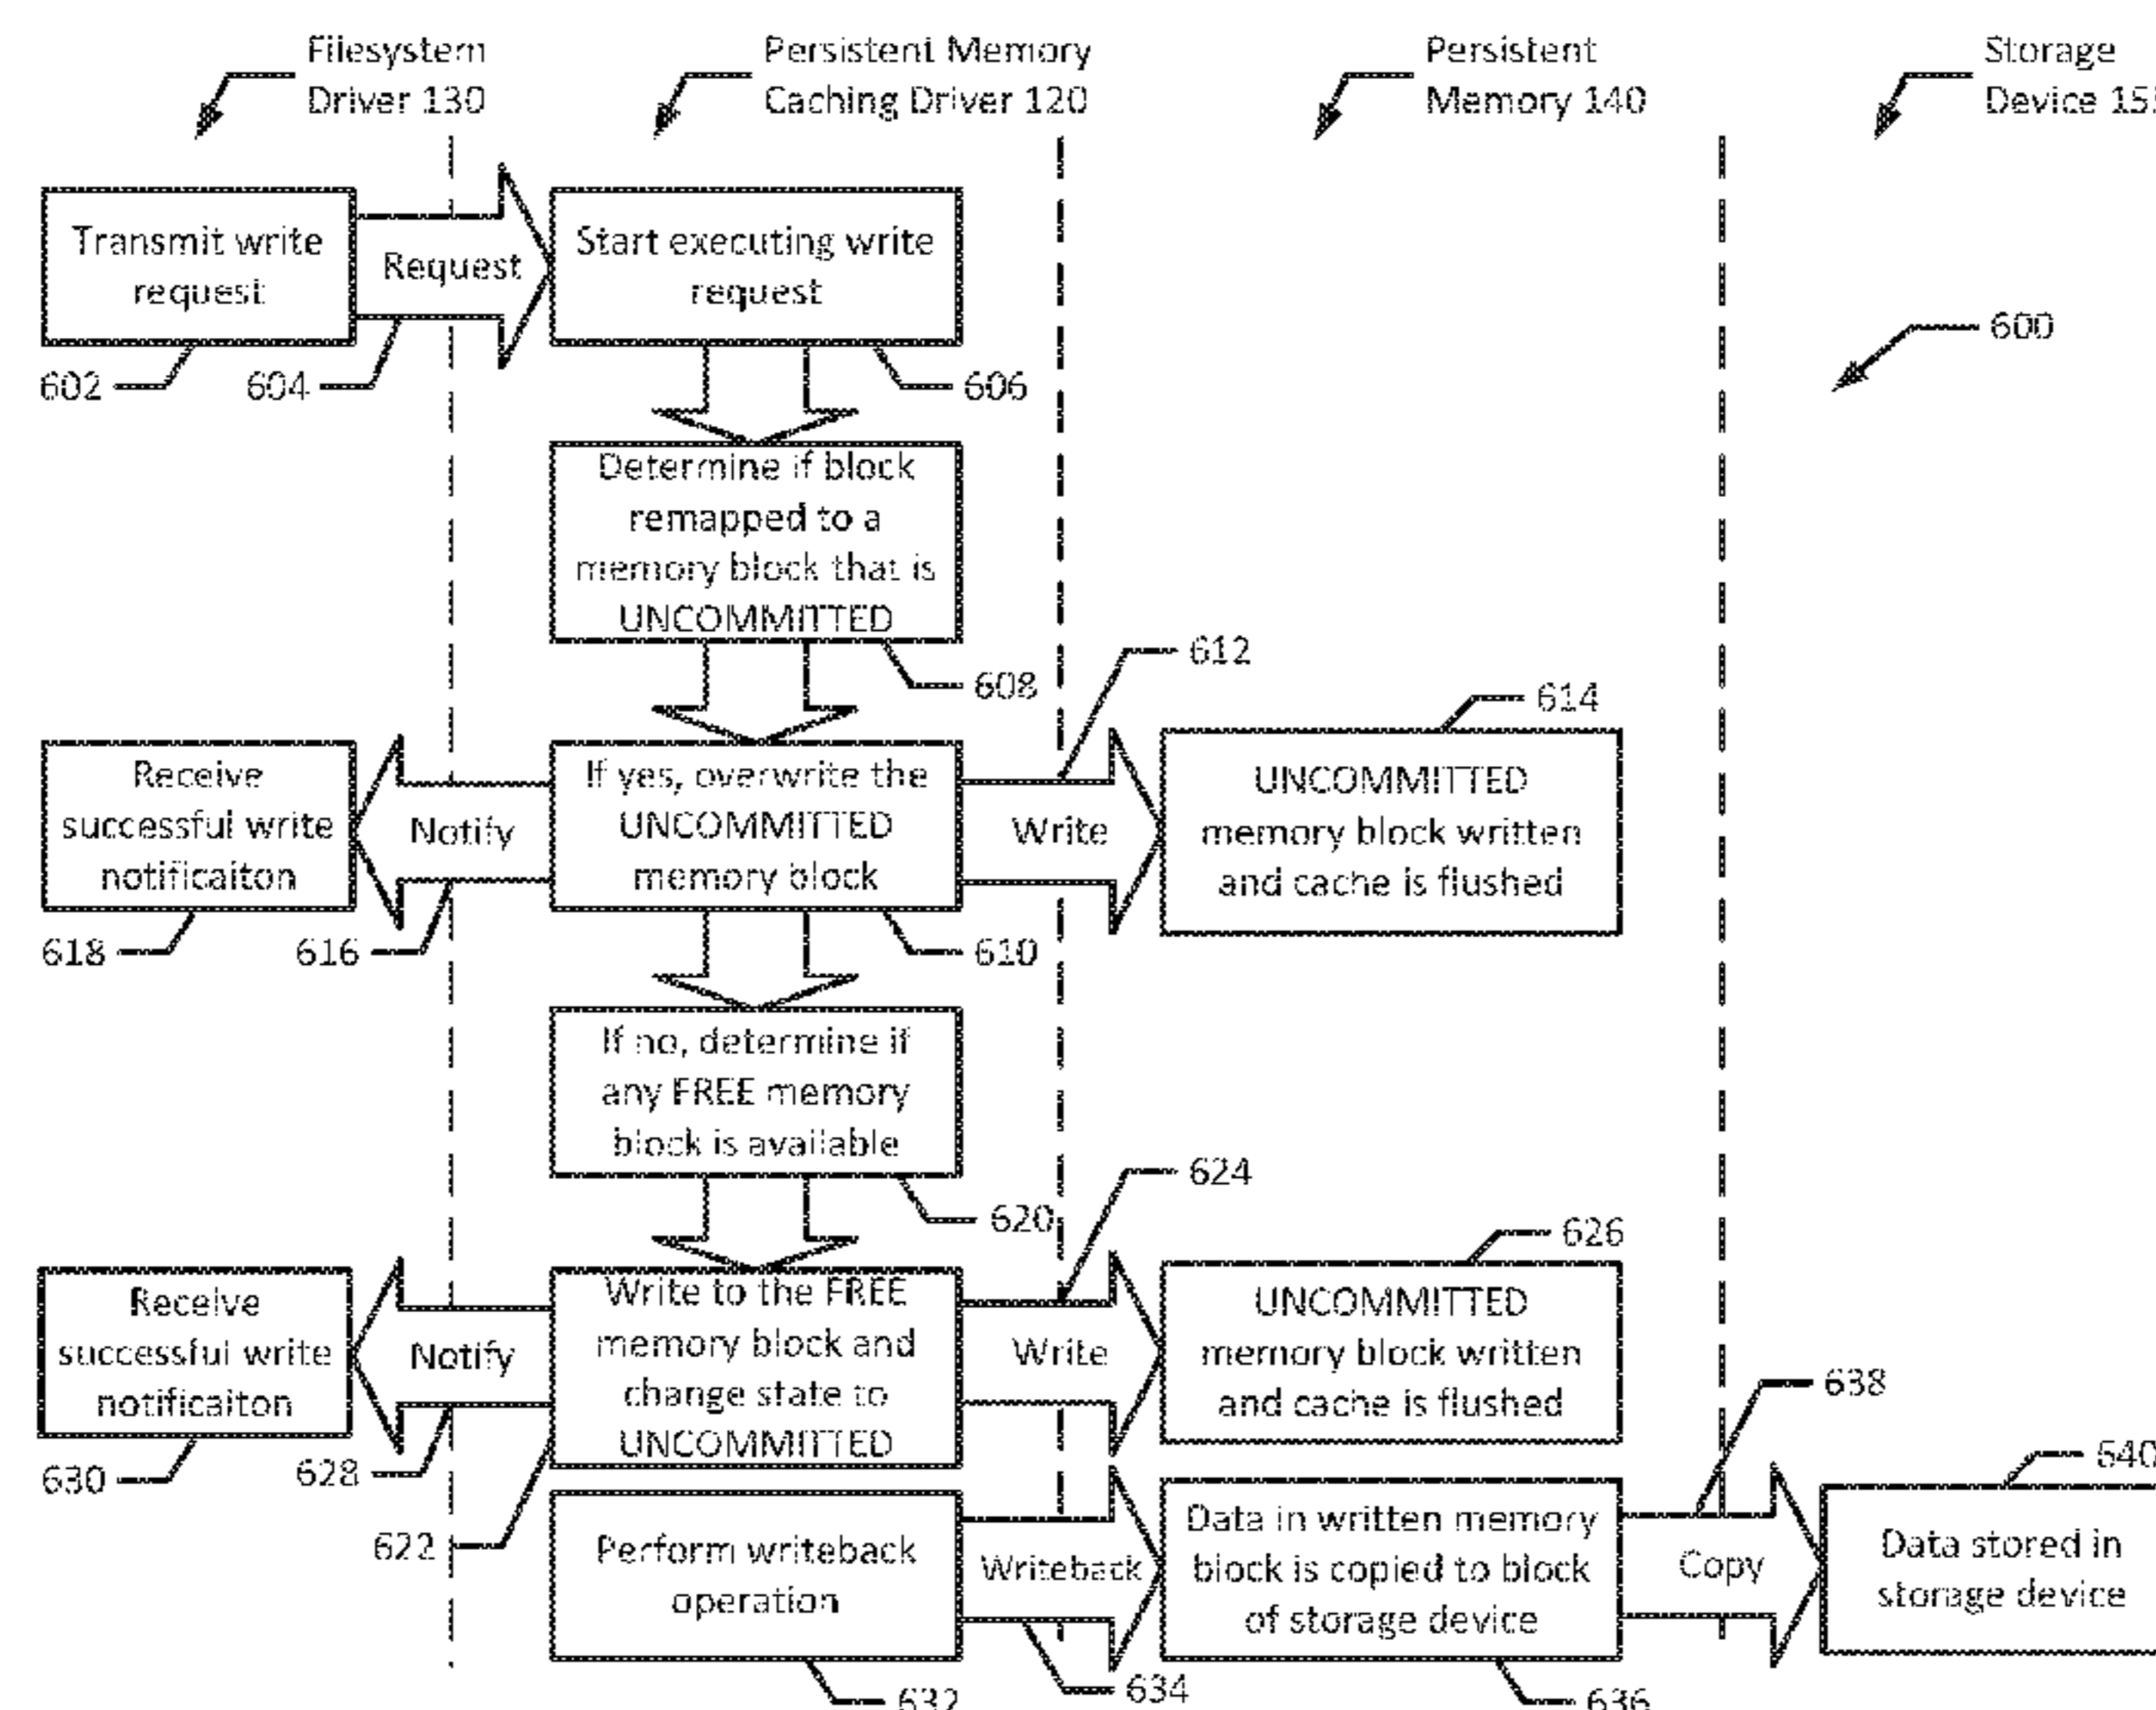 Filesystem
Driver 130
Persistent Memory
Caching Driver 120
Persistent
Memory 140
Storage
Device 155
Transmit write
request
Request
Start executing write
request
600
602
604
606
Determine if block
remapped to a
memory block that is
UNCOMMITTED
608
612
614
Receive
successful write
notificaiton
Notify
If yes, overwrite the
UNCOMMITTED
memory block
Write
UNCOMMITTED
memory block written
and cache is flushed
618
616
610
If no, determine if
any FREE memory
block is available
620
624
626
Receive
successful write
notificaiton
Notify
Write to the FREE
memory block and
change state to
UNCOMMITTED
Write
UNCOMMITTED
memory block written
and cache is flushed
630
628
622
638
640
Perform writeback
operation
Writeback
Data in written memory
block is copied to block
of storage device
Copy
Data stored in
storage device
632
634
636